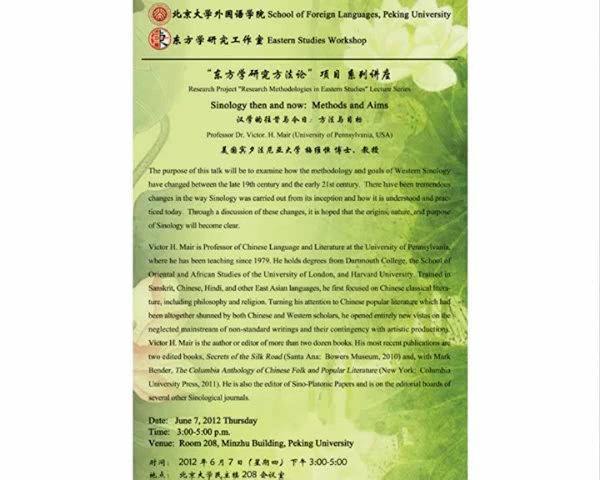 北京大学外国语学院 School of Foreign Languages, Peking University
东方学研究工作室 Eastern Studies Workshop
"东方学研究方法论"项目系列讲座
Research Project "Research Methodologies in Eastern Studies" Lecture Series
Sinology then and now: Methods and Aims
汉学的往昔与今日：方法与目标
Professor Dr. Victor. H. Mair (University of Pennsylvania, USA)
美国宾夕法尼亚大学 梅维恒 博士、教授
The purpose of this talk will be to examine how the methodology and goals of Western Sinology
have changed between the late 19th century and the early 21st century. There have been tremendous
changes in the way Sinology was carried out from its inception and how it is understood and prac-
ticed today. Through a discussion of these changes, it is hoped that the origins, nature, and purpose
of Sinology will become clear.
Victor H. Mair is Professor of Chinese Language and Literature at the University of Pennsylvania,
where he has been teaching since 1979. He holds degrees from Dartmouth College, the School of
Oriental and African Studies of the University of London, and Harvard University. Trained in
Sanskrit, Chinese, Hindi, and other East Asian languages, he first focused on Chinese classical litera-
ture, including philosophy and religion. Turning his attention to Chinese popular literature which had
been altogether shunned by both Chinese and Western scholars, he opened entirely new vistas on the
neglected mainstream of non-standard writings and their contingency with artistic productions.
Victor H. Mair is the author or editor of more than two dozen books. His most recent publications are
two edited books, Secrets of the Silk Road (Santa Ana: Bowers Museum, 2010) and, with Mark
Bender, The Columbia Anthology of Chinese Folk and Popular Literature (New York: Columbia
University Press, 2011). He is also the editor of Sino-Platonic Papers and is on the editorial boards of
several other Sinological journals.
Date: June 7, 2012 Thursday
Time: 3:00-5:00 p.m.
Venue: Room 208, Minzhu Building, Peking University
时间：2012年6月7日（星期四）下午3:00-5:00
地点：北京大学民主楼208会议室